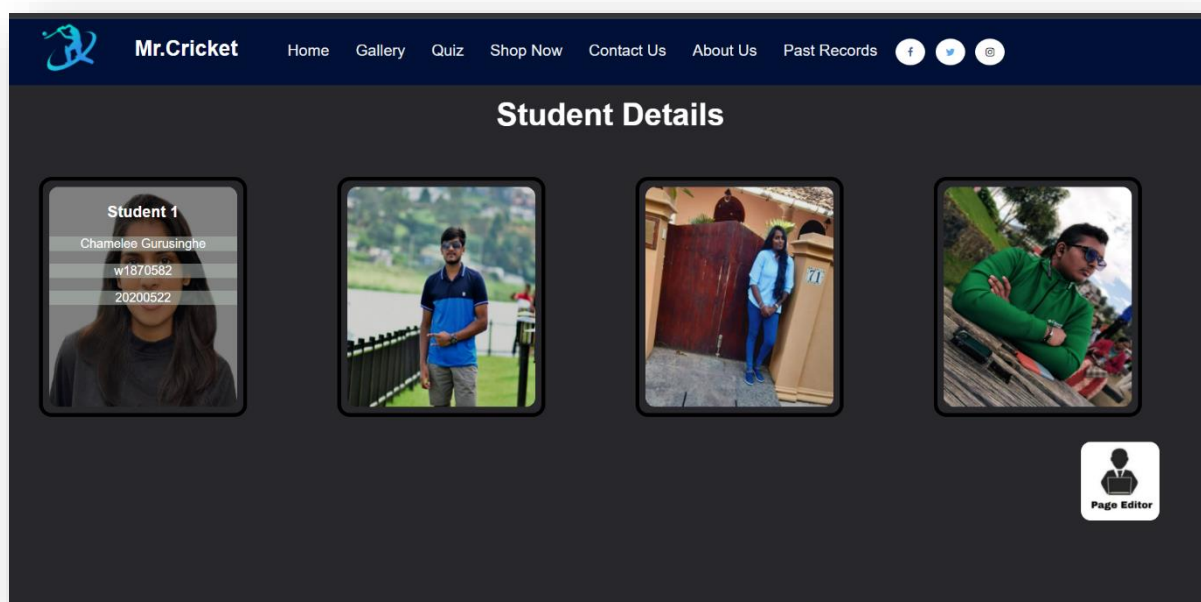 Mr.Cricket Home Gallery Quiz Shop Now Contact Us About Us Past Records
Student Details
Student 1
Chamelee Gurusinghe
w1870582
20200522
71
Page Editor